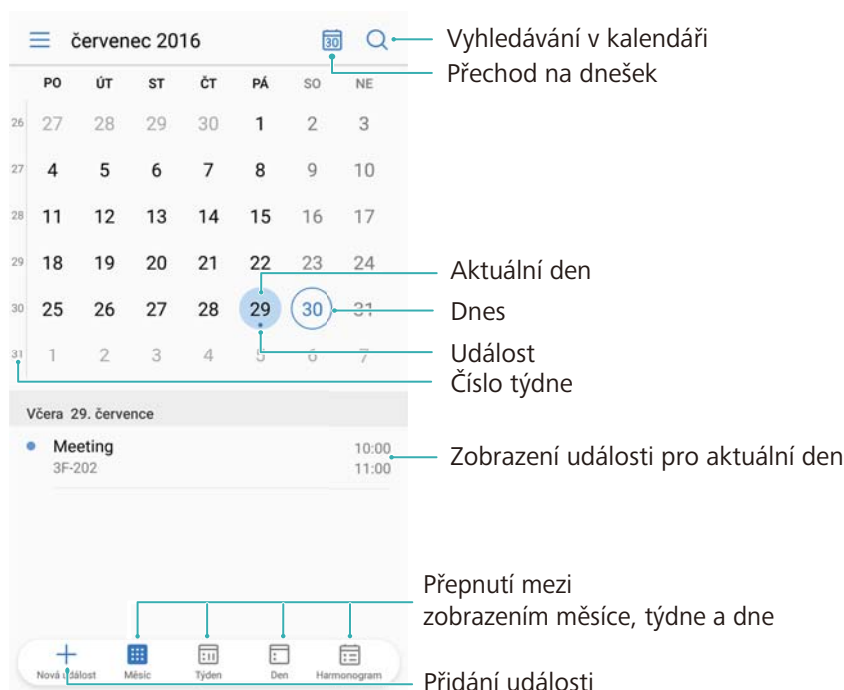 červenec 2016
30
Vyhledávání v kalendáři
Přechod na dnešek
PO ÚT ST ČT PÁ SO NE
26 27 28 29 30 1 2 3
27 4 5 6 7 8 9 10
28 11 12 13 14 15 16 17
29 18 19 20 21 22 23 24
Aktuální den
30 25 26 27 28 29 30 31
Dnes
Událost
31 1 2 3 4 5 6 7
Číslo týdne
Včera 29. července
Meeting 10:00
3F-202 11:00
Zobrazení události pro aktuální den
Přepnutí mezi
zobrazením měsíce, týdne a dne
Nová událost Měsíc Týden Den Harmonogram
Přidání události